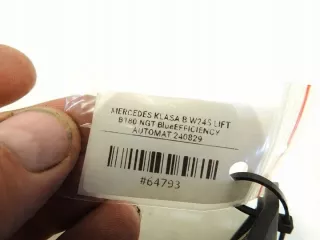 MERCEDES KLASA B W245 LIFT
B180 NGT BlueEFFICIENCY
AUTOMAT 240829
#64793